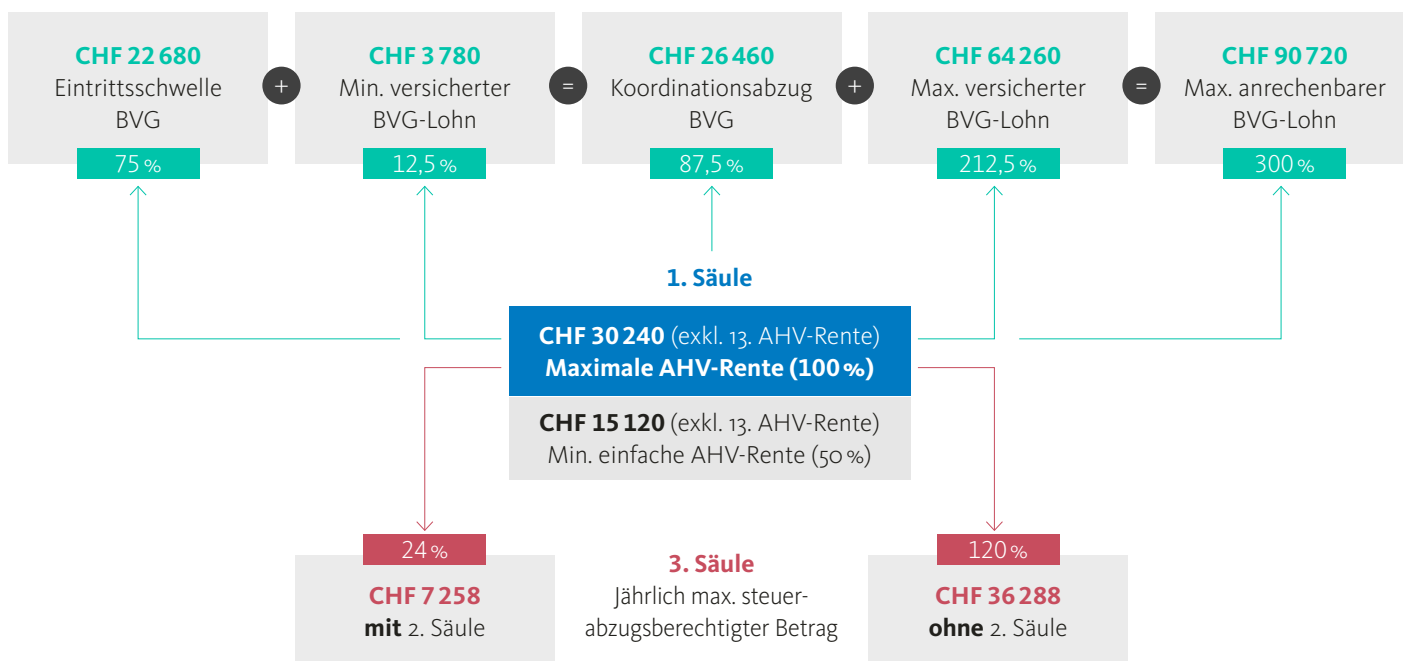 CHF 22 680
Eintrittsschwelle
BVG
75 %
+
CHF 3 780
Min. versicherter
BVG-Lohn
12,5 %
=
CHF 26 460
Koordinationsabzug
BVG
87,5 %
+
CHF 64 260
Max. versicherter
BVG-Lohn
212,5 %
=
CHF 90 720
Max. anrechenbarer
BVG-Lohn
300 %
1. Säule
CHF 30 240 (exkl. 13. AHV-Rente)
Maximale AHV-Rente (100 %)
CHF 15 120 (exkl. 13. AHV-Rente)
Min. einfache AHV-Rente (50 %)
24 %
CHF 7 258
mit 2. Säule
3. Säule
Jährlich max. steuer-
abzugsberechtigter Betrag
120 %
CHF 36 288
ohne 2. Säule